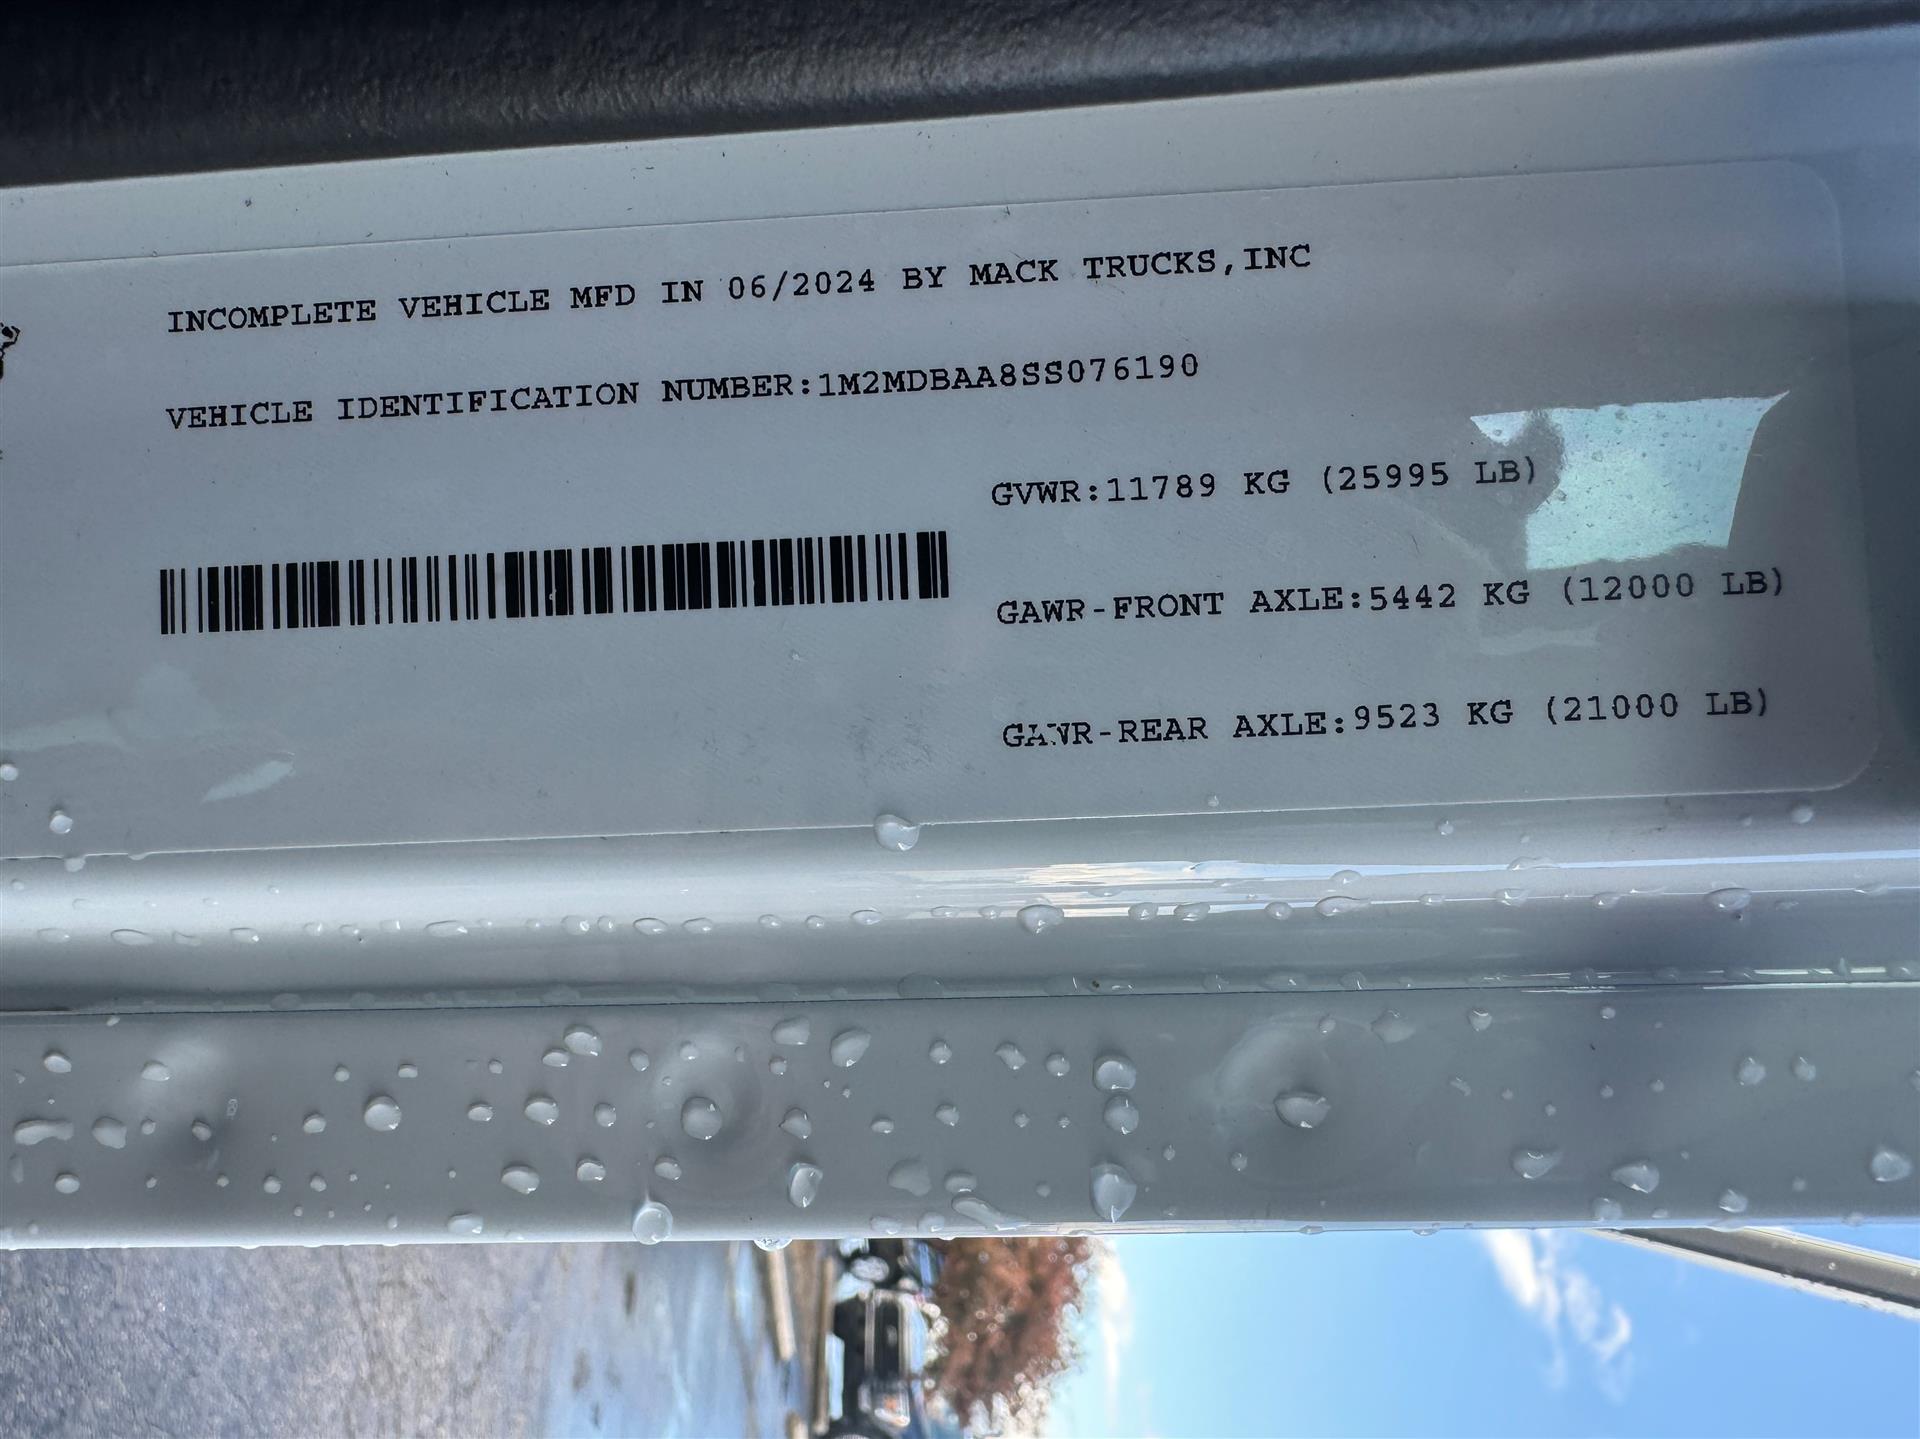 INCOMPLETE VEHICLE MFD IN 06/2024 BY MACK TRUCKS,INC
VEHICLE IDENTIFICATION NUMBER:1M2MDBAA8SS076190
GVWR:11789 KG (25995 LB)
GAWR-FRONT AXLE:5442 KG (12000 LB)
GAWR-REAR AXLE:9523 KG (21000 LB)